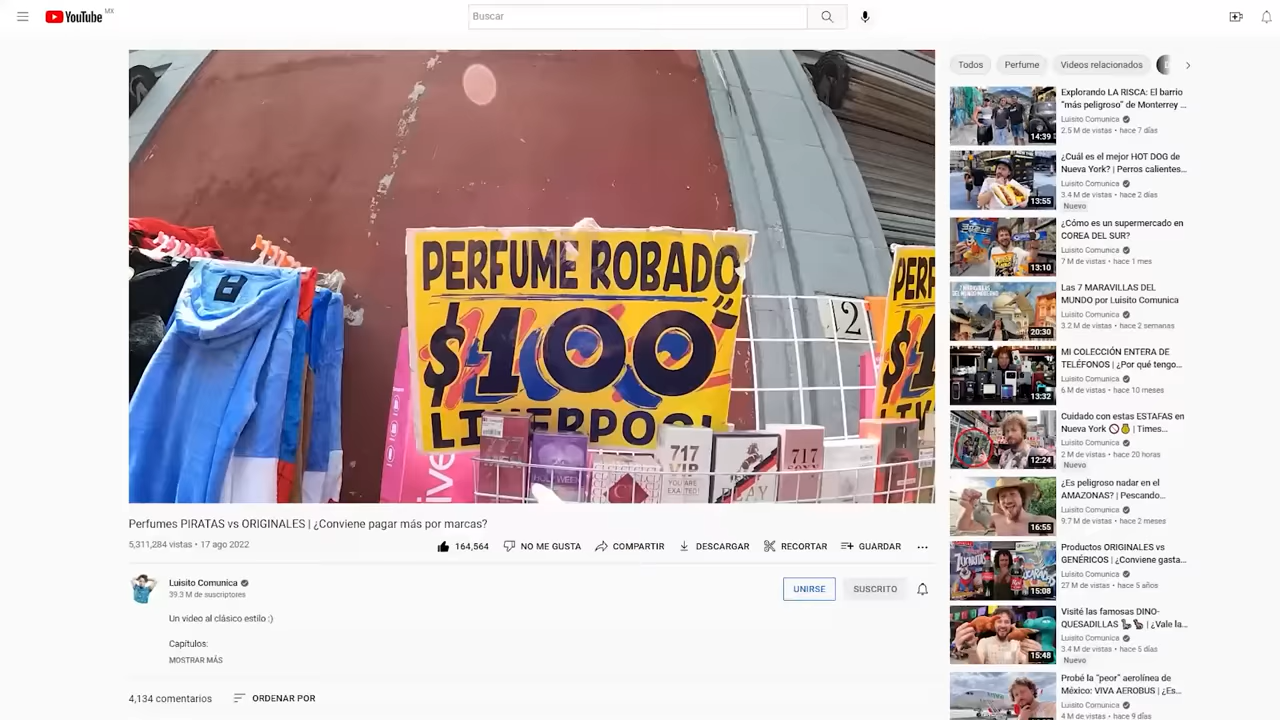 YouTube MX
Buscar
PERFUME ROBADO
$100
LIVERPOOL
2
717
VIP
YOU ARE
717
SEXY
Perfumes PIRATAS vs ORIGINALES | ¿Conviene pagar más por marcas?
5,311,284 vistas • 17 ago 2022
164,564
NO ME GUSTA
COMPARTIR
DESCARGAR
RECORTAR
GUARDAR
Luisito Comunica
39.3 M de suscriptores
UNIRSE
SUSCRITO
Un video al clásico estilo :)
Capítulos:
MOSTRAR MÁS
4,134 comentarios
ORDENAR POR
Todos
Perfume
Videos relacionados
14:39
Explorando LA RISCA: El barrio
"más peligroso" de Monterrey ...
Luisito Comunica
2.5 M de vistas • hace 7 días
13:55
¿Cuál es el mejor HOT DOG de
Nueva York? | Perros calientes...
Luisito Comunica
3.4 M de vistas • hace 2 días
Nuevo
13:10
¿Cómo es un supermercado en
COREA DEL SUR?
Luisito Comunica
7 M de vistas • hace 1 mes
20:30
Las 7 MARAVILLAS DEL
MUNDO por Luisito Comunica
Luisito Comunica
3.2 M de vistas • hace 2 semanas
13:32
MI COLECCIÓN ENTERA DE
TELÉFONOS | ¿Por qué tengo...
Luisito Comunica
6 M de vistas • hace 10 meses
12:24
Cuidado con estas ESTAFAS en
Nueva York 🚫💰 | Times...
Luisito Comunica
2 M de vistas • hace 20 horas
Nuevo
16:55
¿Es peligroso nadar en el
AMAZONAS? | Pescando...
Luisito Comunica
9.7 M de vistas • hace 2 meses
15:08
Productos ORIGINALES vs
GENÉRICOS | ¿Conviene gasta...
Luisito Comunica
27 M de vistas • hace 5 años
15:48
Visité las famosas DINO-
QUESADILLAS 🦕🦖 | ¿Vale la...
Luisito Comunica
3.4 M de vistas • hace 5 días
Nuevo
Probé la "peor" aerolínea de
México: VIVA AEROBUS | ¿Es...
Luisito Comunica
4 M de vistas • hace 9 días